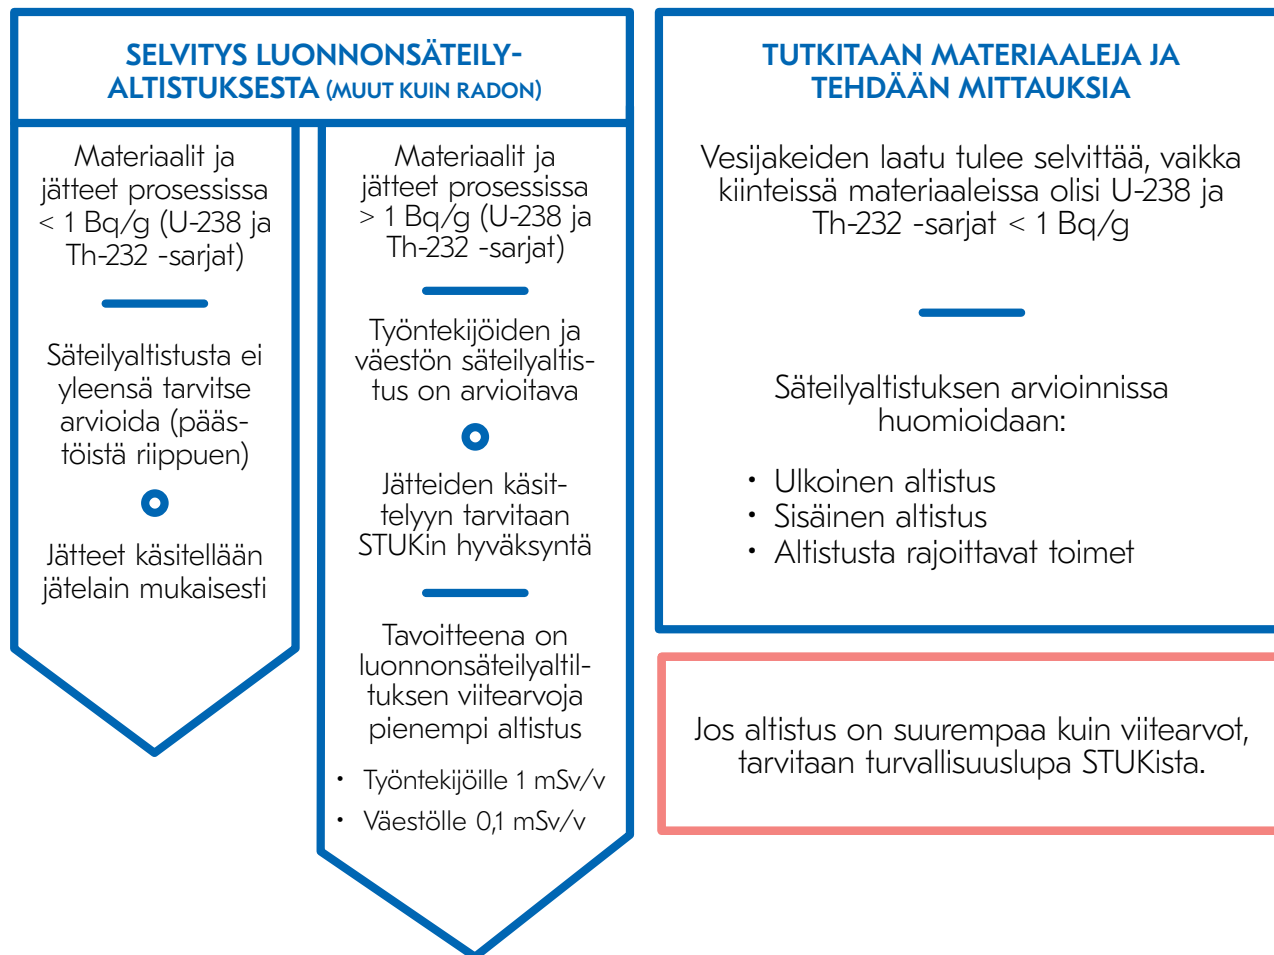 SELVITYS LUONNONSÄTEILY-
ALTISTUKSESTA (MUUT KUIN RADON)
Materiaalit ja
jätteet prosessissa
< 1 Bq/g (U-238 ja
Th-232 -sarjat)
Säteilyaltistusta ei
yleensä tarvitse
arvioida (pääs-
töistä riippuen)
Jätteet käsitellään
jätelain mukaisesti
Materiaalit ja
jätteet prosessissa
> 1 Bq/g (U-238 ja
Th-232 -sarjat)
Työntekijöiden ja
väestön säteilyaltis-
tus on arvioitava
Jätteiden käsit-
telyyn tarvitaan
STUKin hyväksyntä
Tavoitteena on
luonnonsäteilyaltil-
tuksen viitearvoja
pienempi altistus
• Työntekijöille 1 mSv/v
• Väestölle 0,1 mSv/v
TUTKITAAN MATERIAALEJA JA
TEHDÄÄN MITTAUKSIA
Vesijakeiden laatu tulee selvittää, vaikka
kiinteissä materiaaleissa olisi U-238 ja
Th-232 -sarjat < 1 Bq/g
Säteilyaltistuksen arvioinnissa
huomioidaan:
• Ulkoinen altistus
• Sisäinen altistus
• Altistusta rajoittavat toimet
Jos altistus on suurempaa kuin viitearvot,
tarvitaan turvallisuuslupa STUKista.